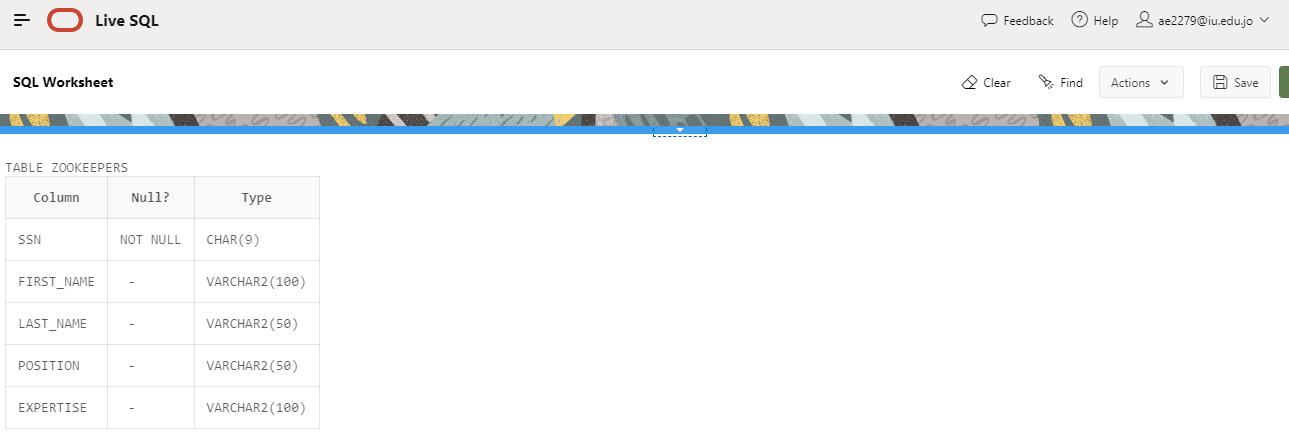 Live SQL
Feedback Help ae2279@iu.edu.jo
SQL Worksheet
Clear Find Actions Save
TABLE ZOOKEEPERS
Column Null? Type
SSN NOT NULL CHAR(9)
FIRST_NAME - VARCHAR2(100)
LAST_NAME - VARCHAR2(50)
POSITION - VARCHAR2(50)
EXPERTISE - VARCHAR2(100)